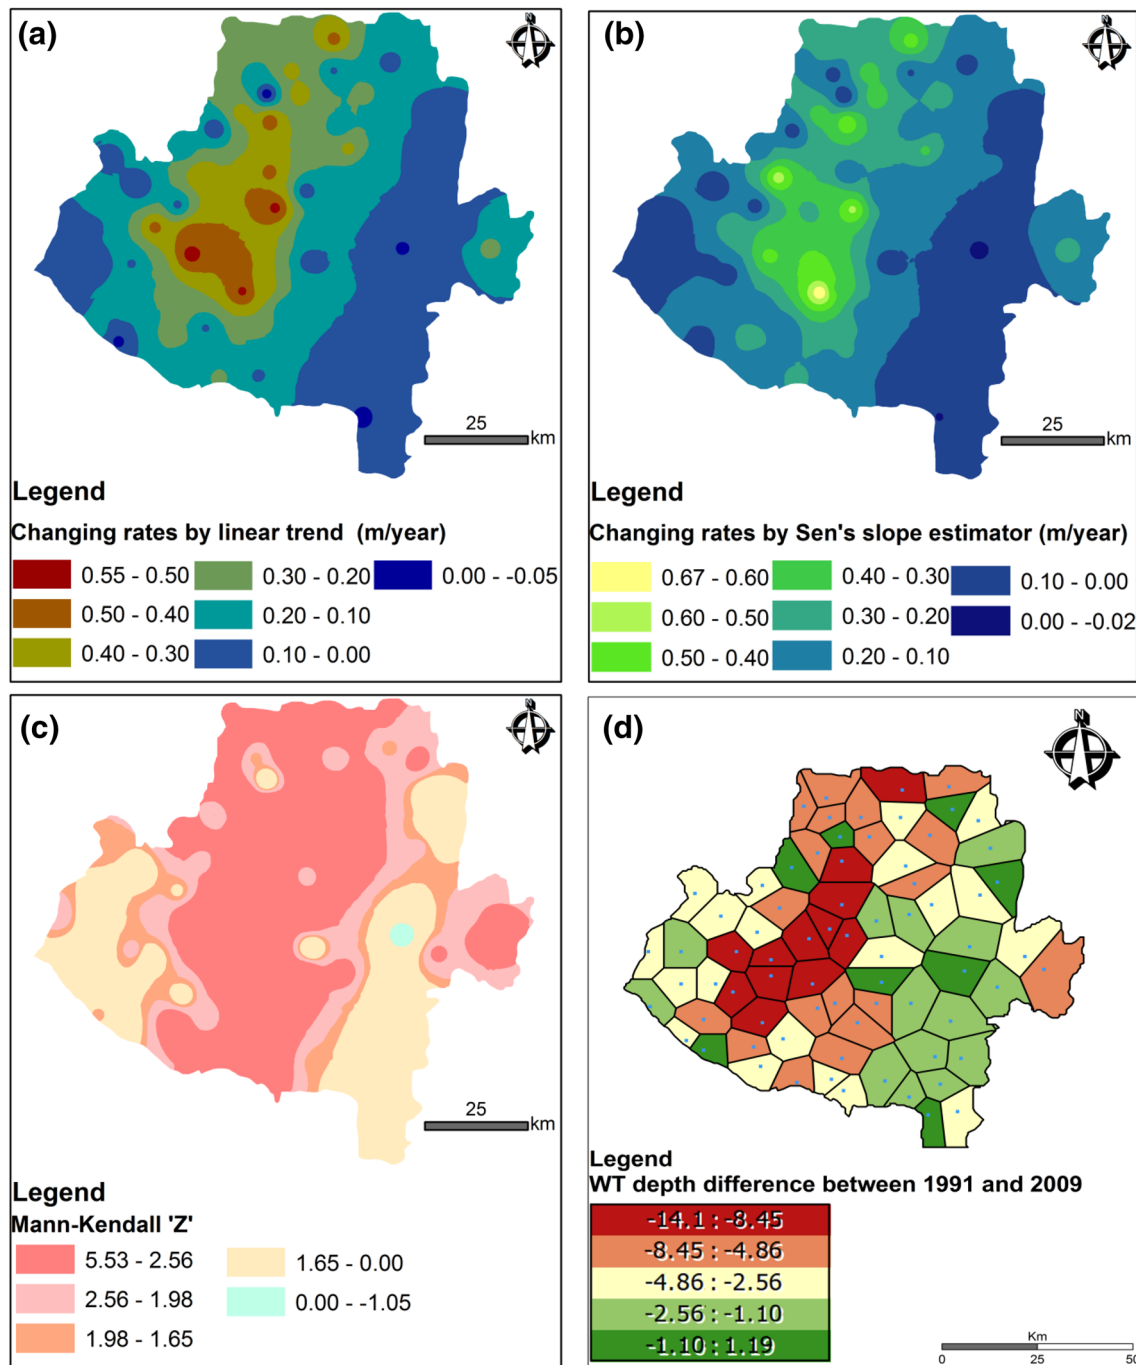 (a)
N
25
km
Legend
Changing rates by linear trend (m/year)
0.55 - 0.50
0.50 - 0.40
0.40 - 0.30
0.30 - 0.20
0.20 - 0.10
0.10 - 0.00
0.00 - -0.05
(b)
N
25
km
Legend
Changing rates by Sen's slope estimator (m/year)
0.67 - 0.60
0.60 - 0.50
0.50 - 0.40
0.40 - 0.30
0.30 - 0.20
0.20 - 0.10
0.10 - 0.00
0.00 - -0.02
(c)
N
25
km
Legend
Mann-Kendall 'Z'
5.53 - 2.56
2.56 - 1.98
1.98 - 1.65
1.65 - 0.00
0.00 - -1.05
(d)
N
Legend
WT depth difference between 1991 and 2009
-14.1 : -8.45
-8.45 : -4.86
-4.86 : -2.56
-2.56 : -1.10
-1.10 : 1.19
Km
0 25 50